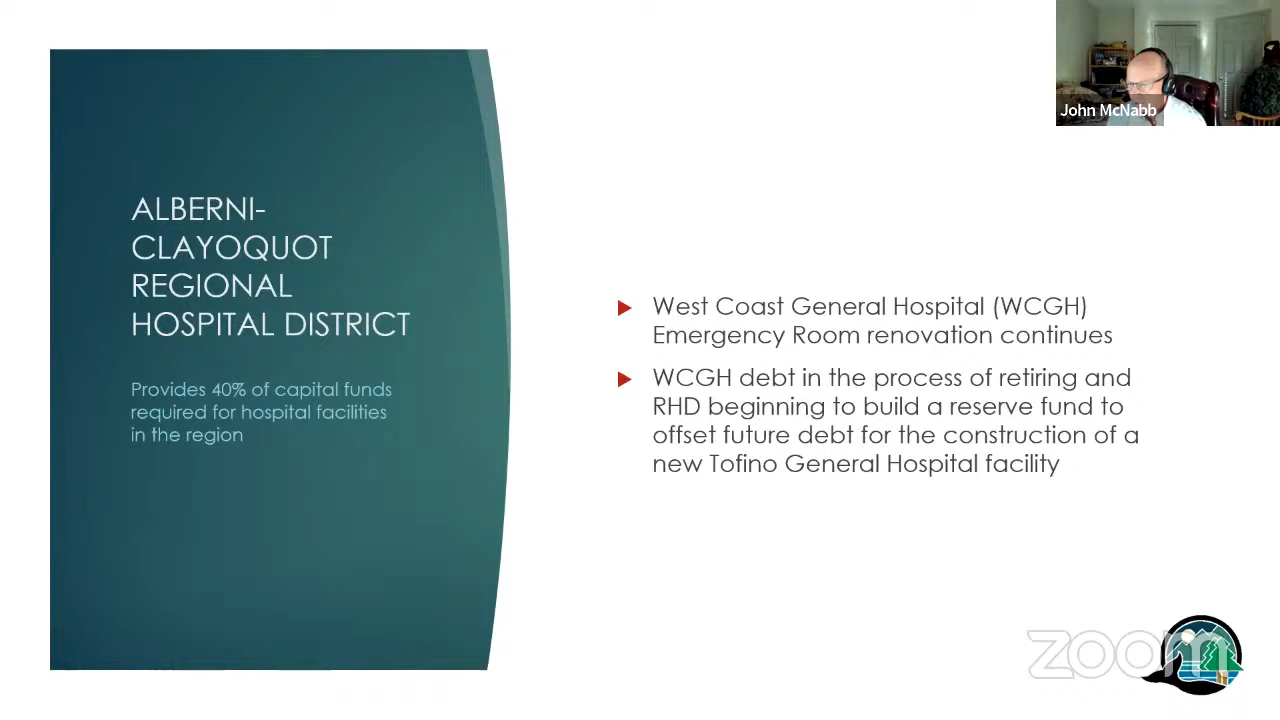 John McNabb
ALBERNI-
CLAYOQUOT
REGIONAL
HOSPITAL DISTRICT
Provides 40% of capital funds
required for hospital facilities
in the region
West Coast General Hospital (WCGH)
Emergency Room renovation continues
WCGH debt in the process of retiring and
RHD beginning to build a reserve fund to
offset future debt for the construction of a
new Tofino General Hospital facility
zoom